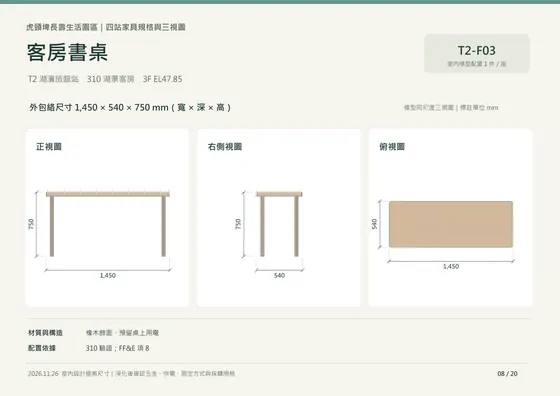 虎頭埤長壽生活園區｜四站家具規格與三視圖
客房書桌
T2-F03
室內模型配置 1 件 / 座
T2 湖濱旅宿站 310 湖景客房 3F EL47.85
外包絡尺寸 1,450 × 540 × 750 mm（寬 × 深 × 高）
模型同尺度三視圖｜標註單位 mm
正視圖
右側視圖
俯視圖
750
1,450
750
540
540
1,450
材質與構造 橡木飾面、預留桌上用電
配置依據 310 驗證；FF&E 項 8
2026.11.26 室內設計提案尺寸｜深化後確認五金、供電、固定方式與採購規格
08 / 20